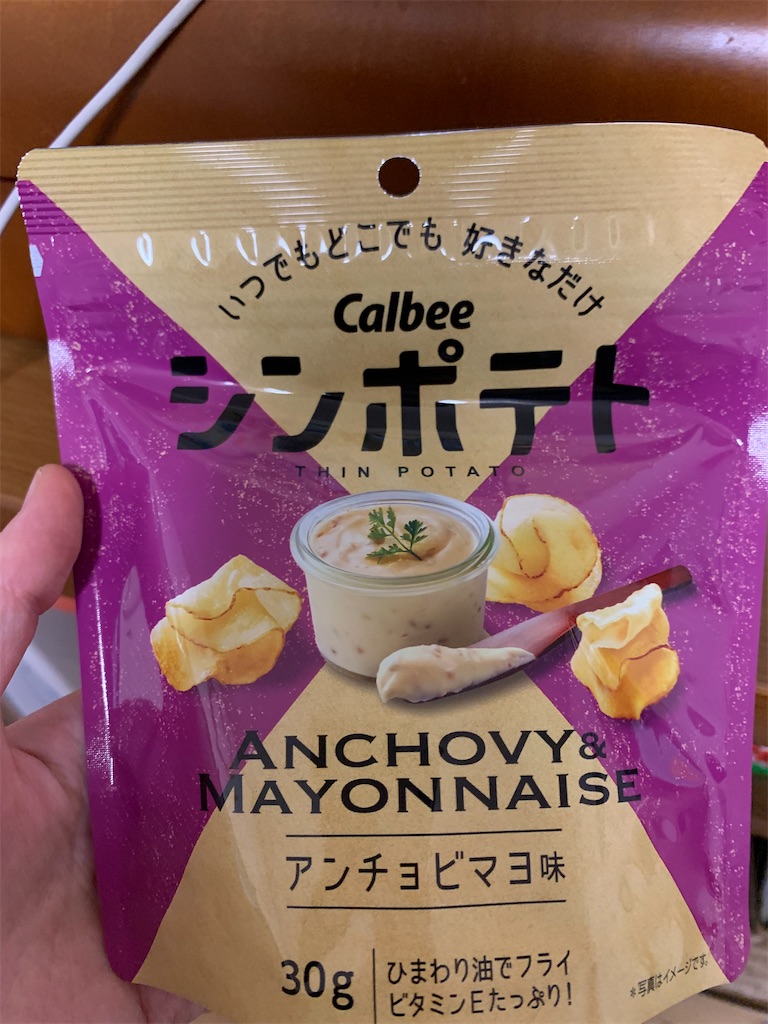 いつでもどこでも 好きなだけ
Calbee
シンポテト
THIN POTATO
ANCHOVY&
MAYONNAISE
アンチョビマヨ味
30g
ひまわり油でフライ
ビタミンEたっぷり!
*写真はイメージです。